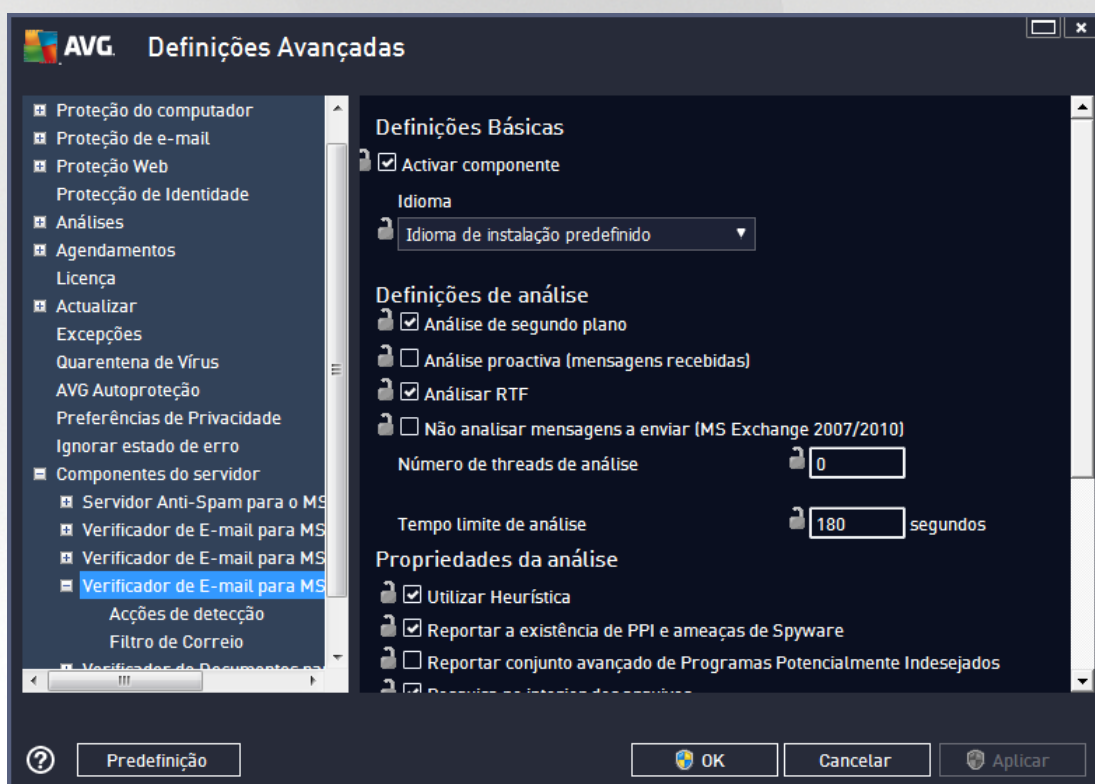 AVG. Definições Avançadas
Proteção do computador
Proteção de e-mail
Proteção Web
Protecção de Identidade
Análises
Agendamentos
Licença
Actualizar
Excepções
Quarentena de Vírus
AVG Autoproteção
Preferências de Privacidade
Ignorar estado de erro
Componentes do servidor
Servidor Anti-Spam para o MS
Verificador de E-mail para MS
Verificador de E-mail para MS
Verificador de E-mail para MS
Acções de detecção
Filtro de Correio
Verificador de Documentos pa
Definições Básicas
Activar componente
Idioma
Idioma de instalação predefinido
Definições de análise
Análise de segundo plano
Análise proactiva (mensagens recebidas)
Análisar RTF
Não analisar mensagens a enviar (MS Exchange 2007/2010)
Número de threads de análise 0
Tempo limite de análise 180 segundos
Propriedades da análise
Utilizar Heurística
Reportar a existência de PPI e ameaças de Spyware
Reportar conjunto avançado de Programas Potencialmente Indesejados
Predefinição
OK
Cancelar
Aplicar